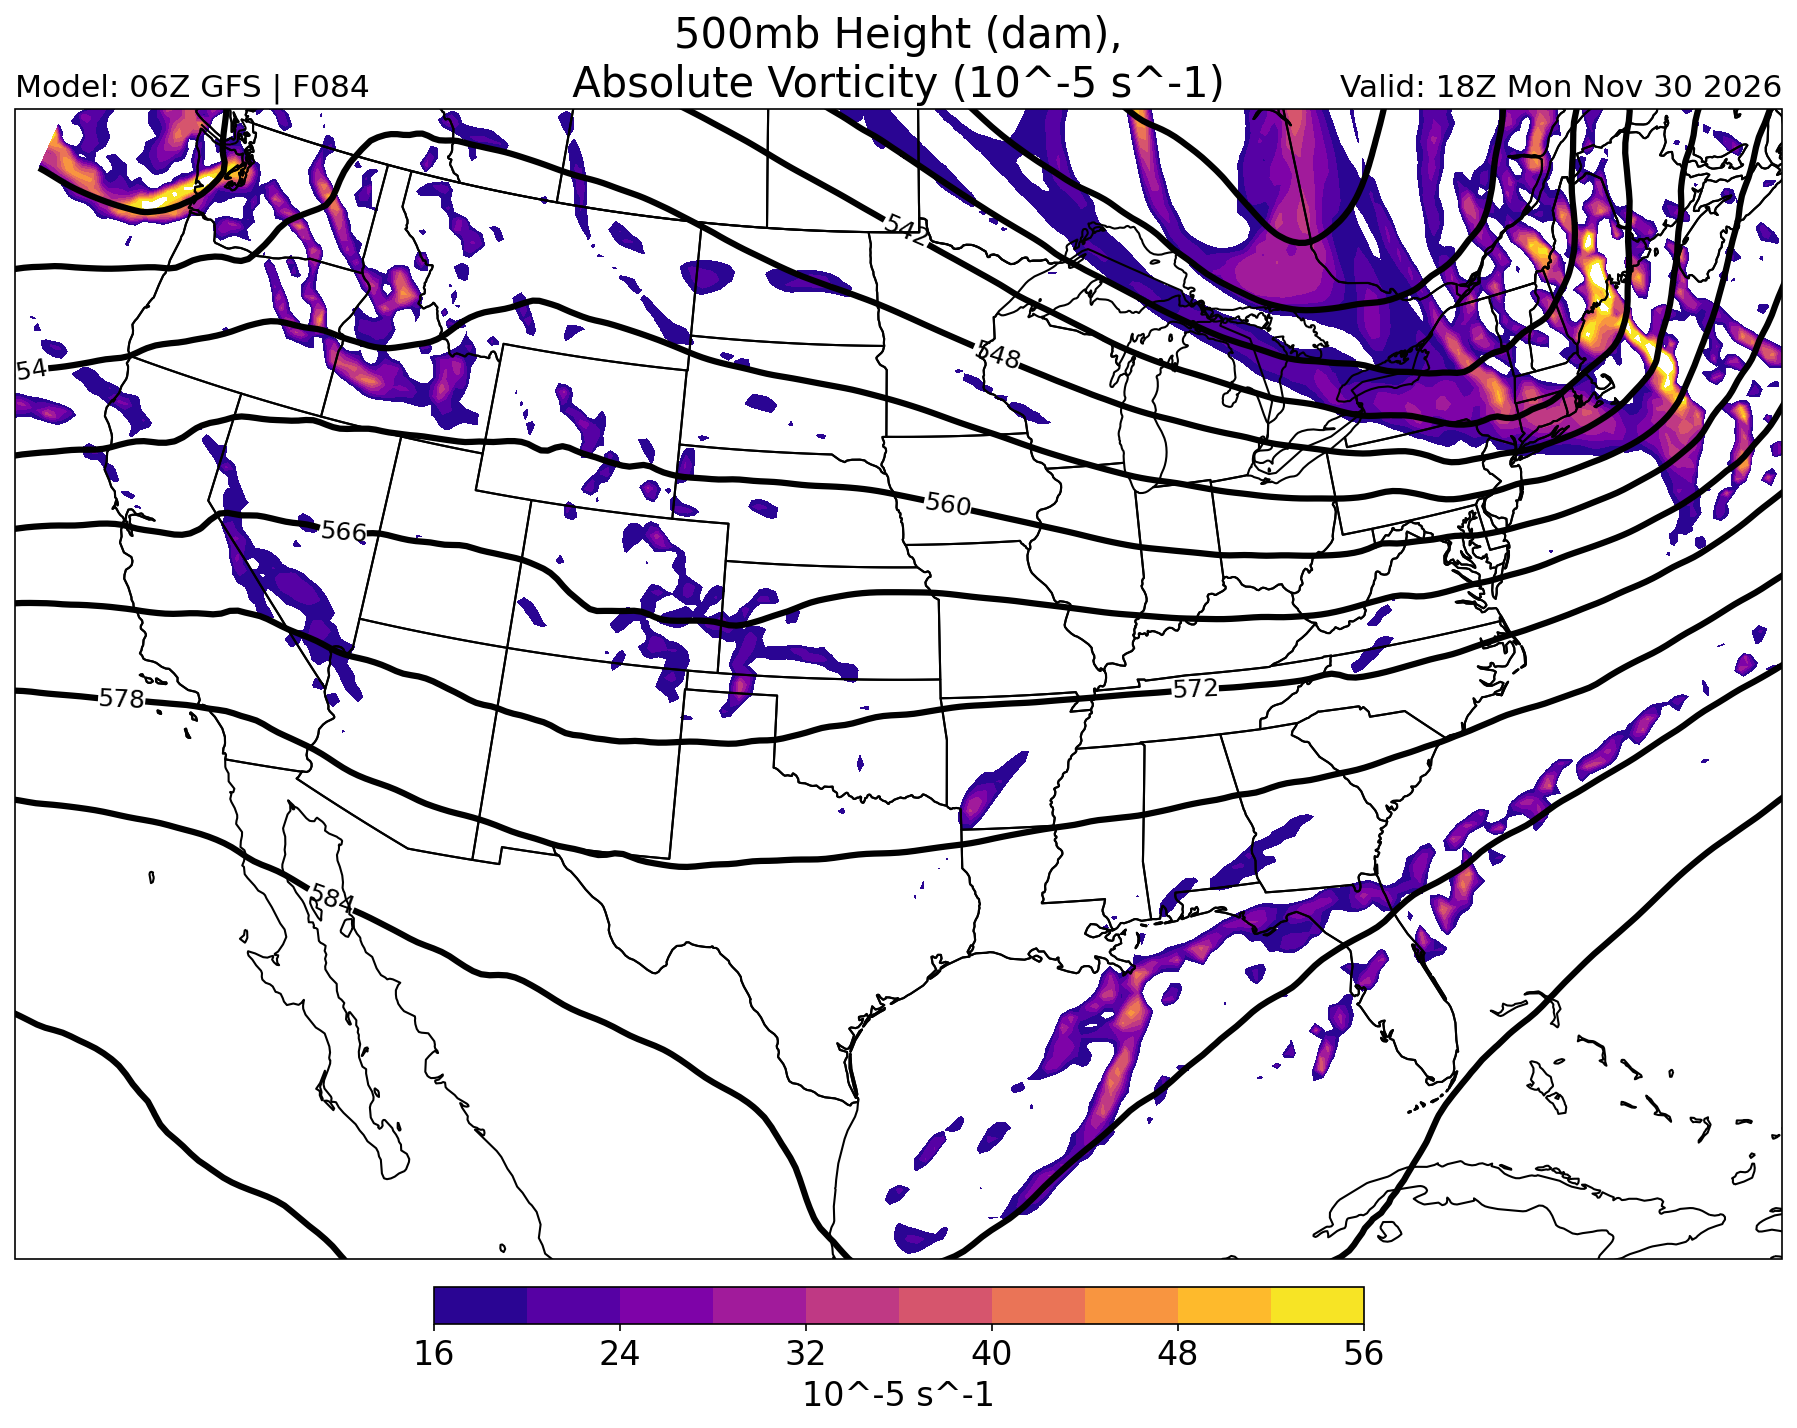 500mb Height (dam),
Model: 06Z GFS | F084
Absolute Vorticity (10^-5 s^-1)
Valid: 18Z Mon Nov 30 2026
542
548
54
560
566
572
578
584
16 24 32 40 48 56
10^-5 s^-1